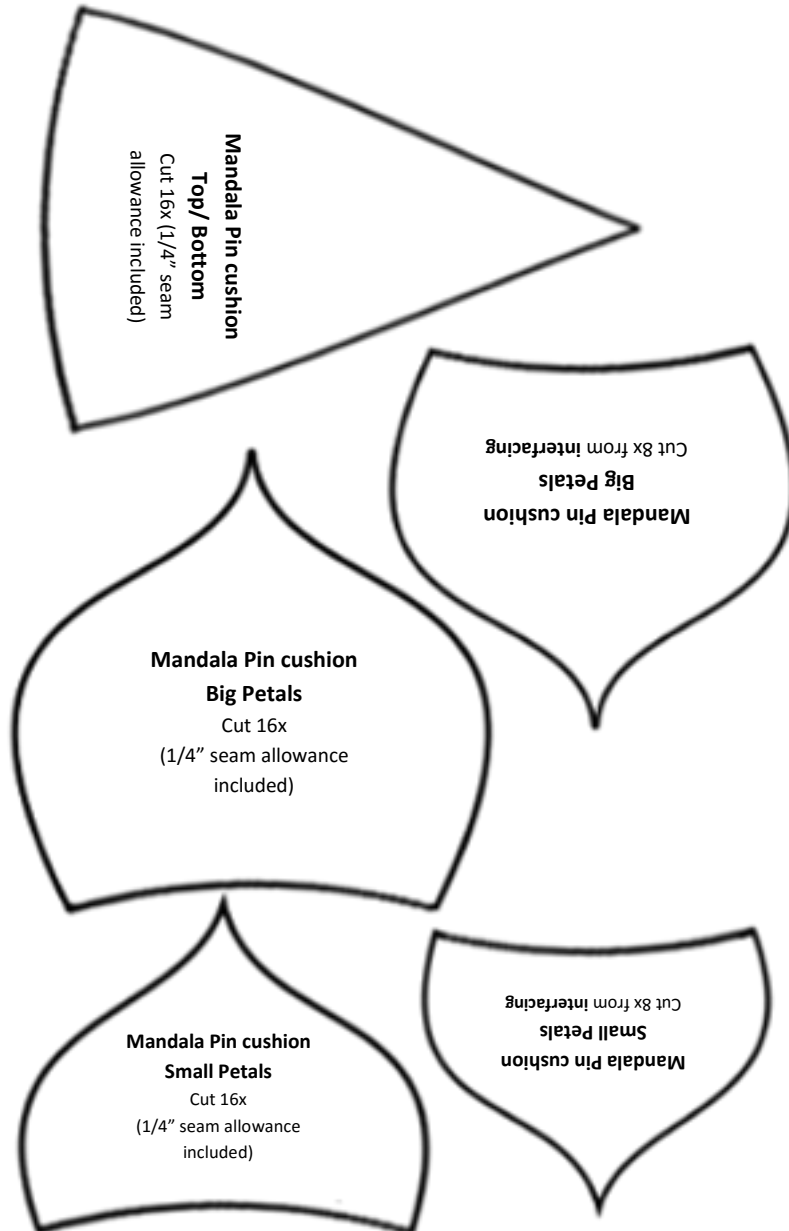 Mandala Pin cushion
Top/ Bottom
Cut 16x (1/4” seam
allowance included)
Mandala Pin cushion
Big Petals
Cut 8x from interfacing
Mandala Pin cushion
Big Petals
Cut 16x
(1/4” seam allowance
included)
Mandala Pin cushion
Small Petals
Cut 8x from interfacing
Mandala Pin cushion
Small Petals
Cut 16x
(1/4” seam allowance
included)